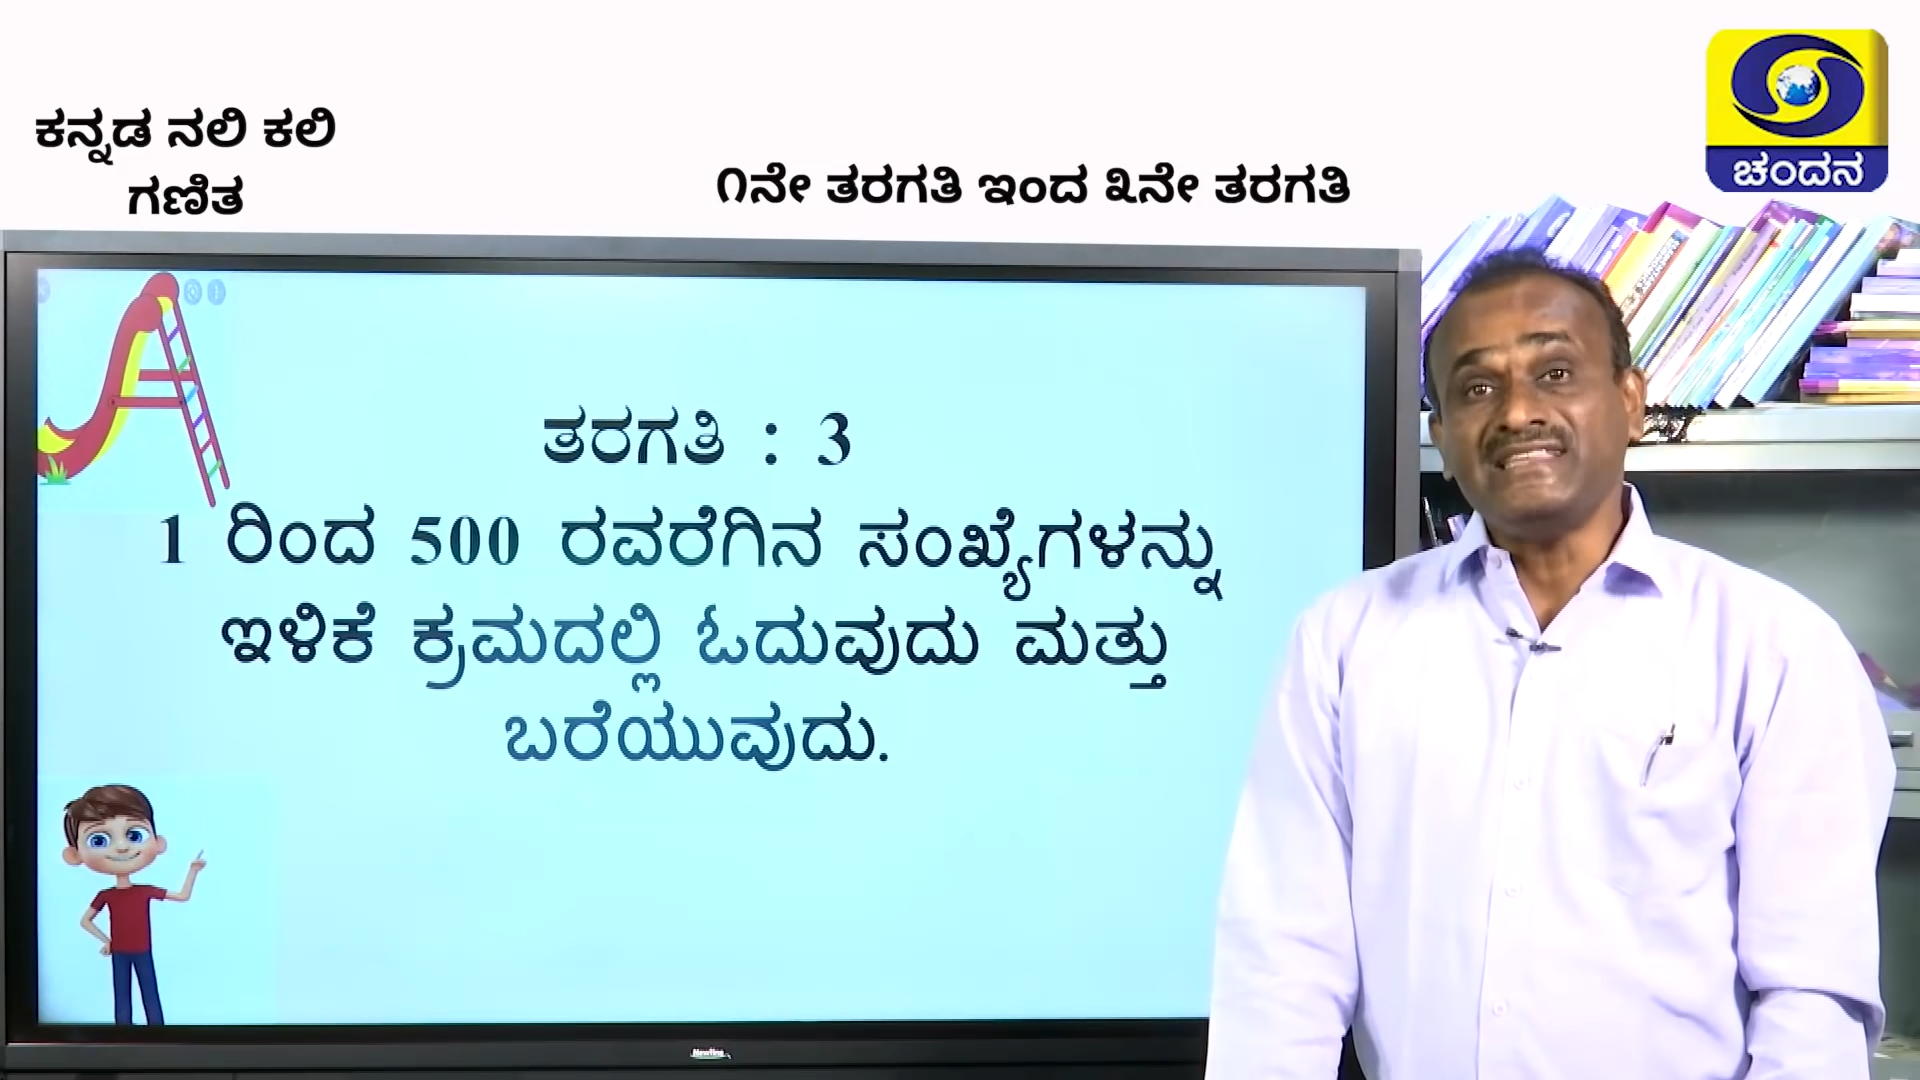 ಕನ್ನಡ ನಲಿ ಕಲಿ
ಗಣಿತ
೧ನೇ ತರಗತಿ ಇಂದ ೩ನೇ ತರಗತಿ
ಚಂದನ
ತರಗತಿ : 3
1 ರಿಂದ 500 ರವರೆಗಿನ ಸಂಖ್ಯೆಗಳನ್ನು
ಇಳಿಕೆ ಕ್ರಮದಲ್ಲಿ ಓದುವುದು ಮತ್ತು
ಬರೆಯುವುದು.
Newline